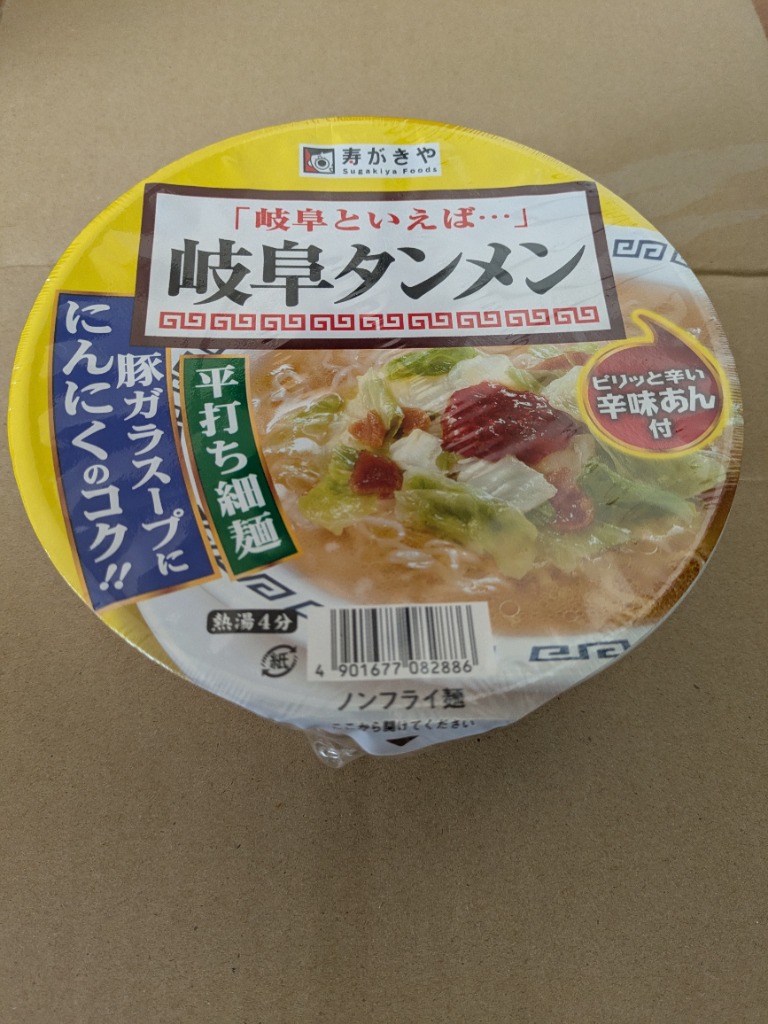 寿がきや
Sugakiya Foods
「岐阜といえば…」
岐阜タンメン
豚ガラスープに
にんにくのコク!!
平打ち細麺
ピリッと辛い
辛味あん
付
熱湯4分
紙
4 901677 082886
ノンフライ麺
ここから開けてください